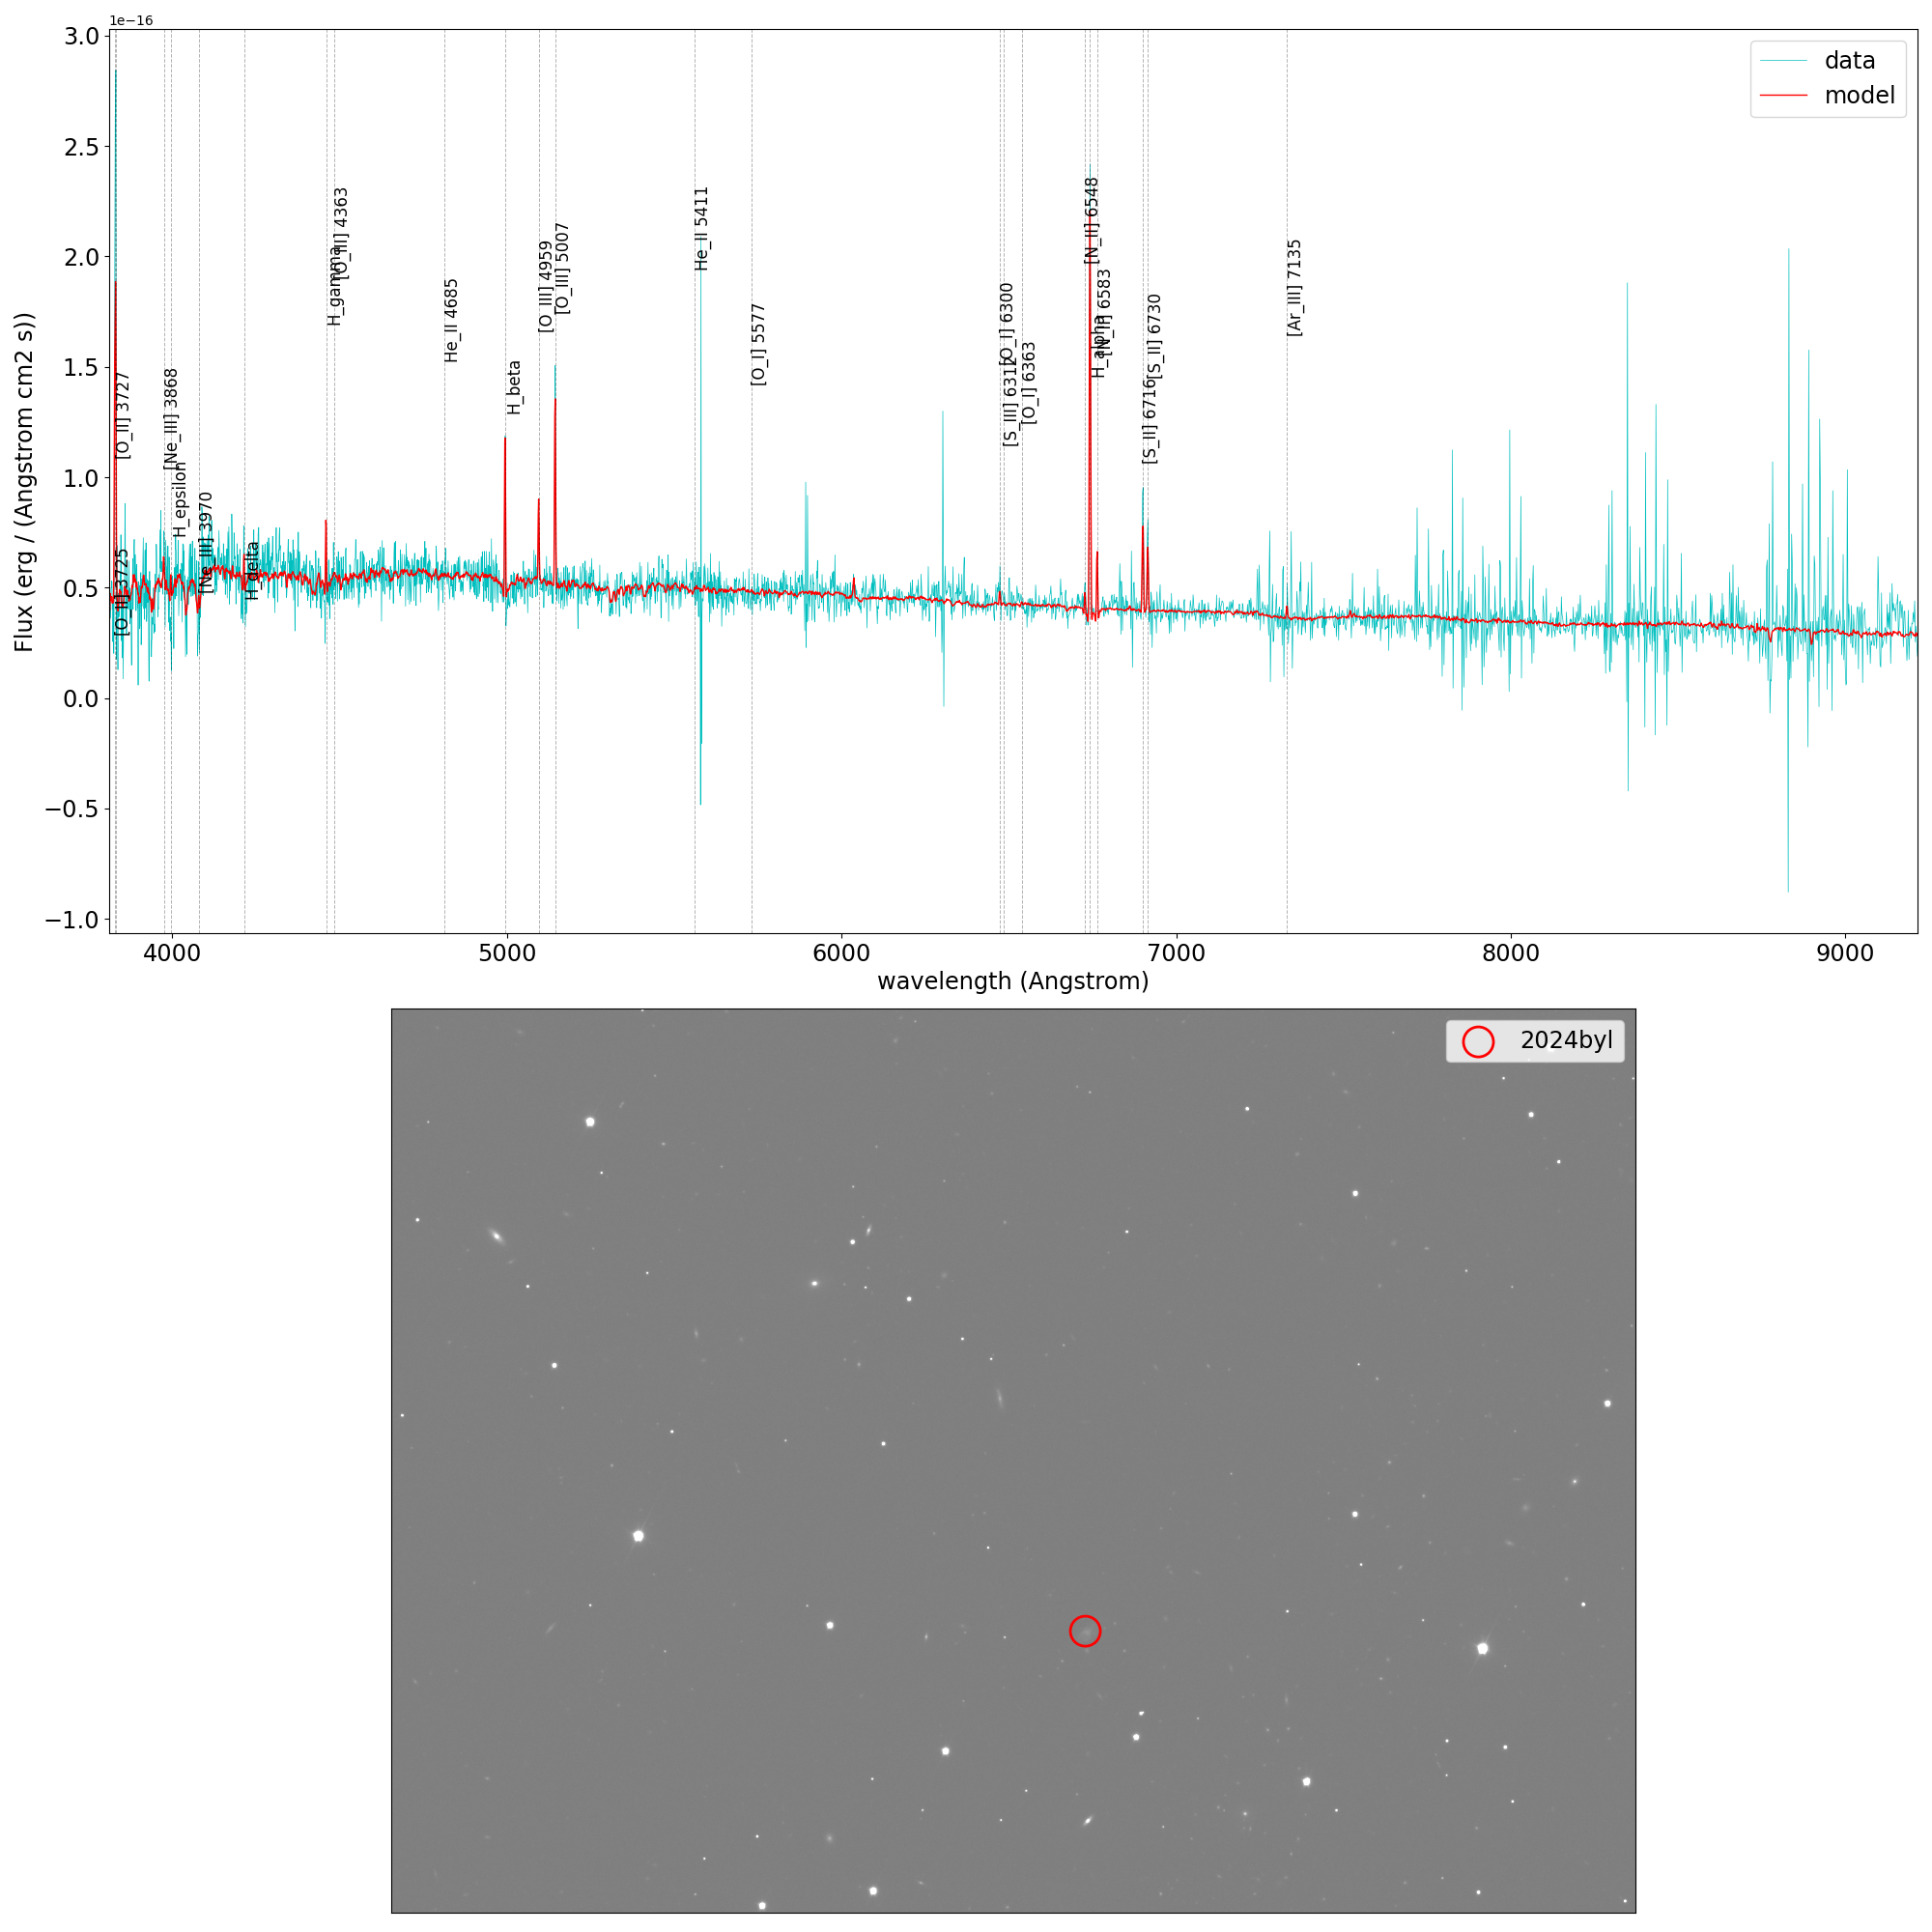 1e−16
3.0
2.5
2.0
1.5
1.0
0.5
0.0
−0.5
−1.0
Flux (erg / (Angstrom cm2 s))
data
model
[O_II] 3725
[O_II] 3727
[Ne_III] 3868
H_epsilon
[Ne_III] 3970
H_delta
H_gamma
[O_III] 4363
He_II 4685
H_beta
[O_III] 4959
[O_III] 5007
He_II 5411
[O_I] 5577
[O_I] 6300
[S_III] 6312
[O_I] 6363
[N_II] 6548
H_alpha
[N_II] 6583
[S_II] 6716
[S_II] 6730
[Ar_III] 7135
4000 5000 6000 7000 8000 9000
wavelength (Angstrom)
2024byl